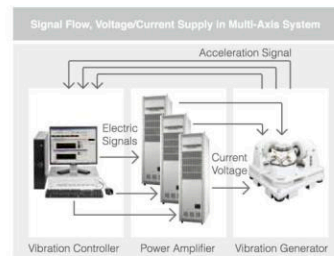 Signal Flow, Voltage/Current Supply in Multi-Axis System
Acceleration Signal
Electric
Signals
Current
Voltage
Vibration Controller
Power Amplifier
Vibration Generator